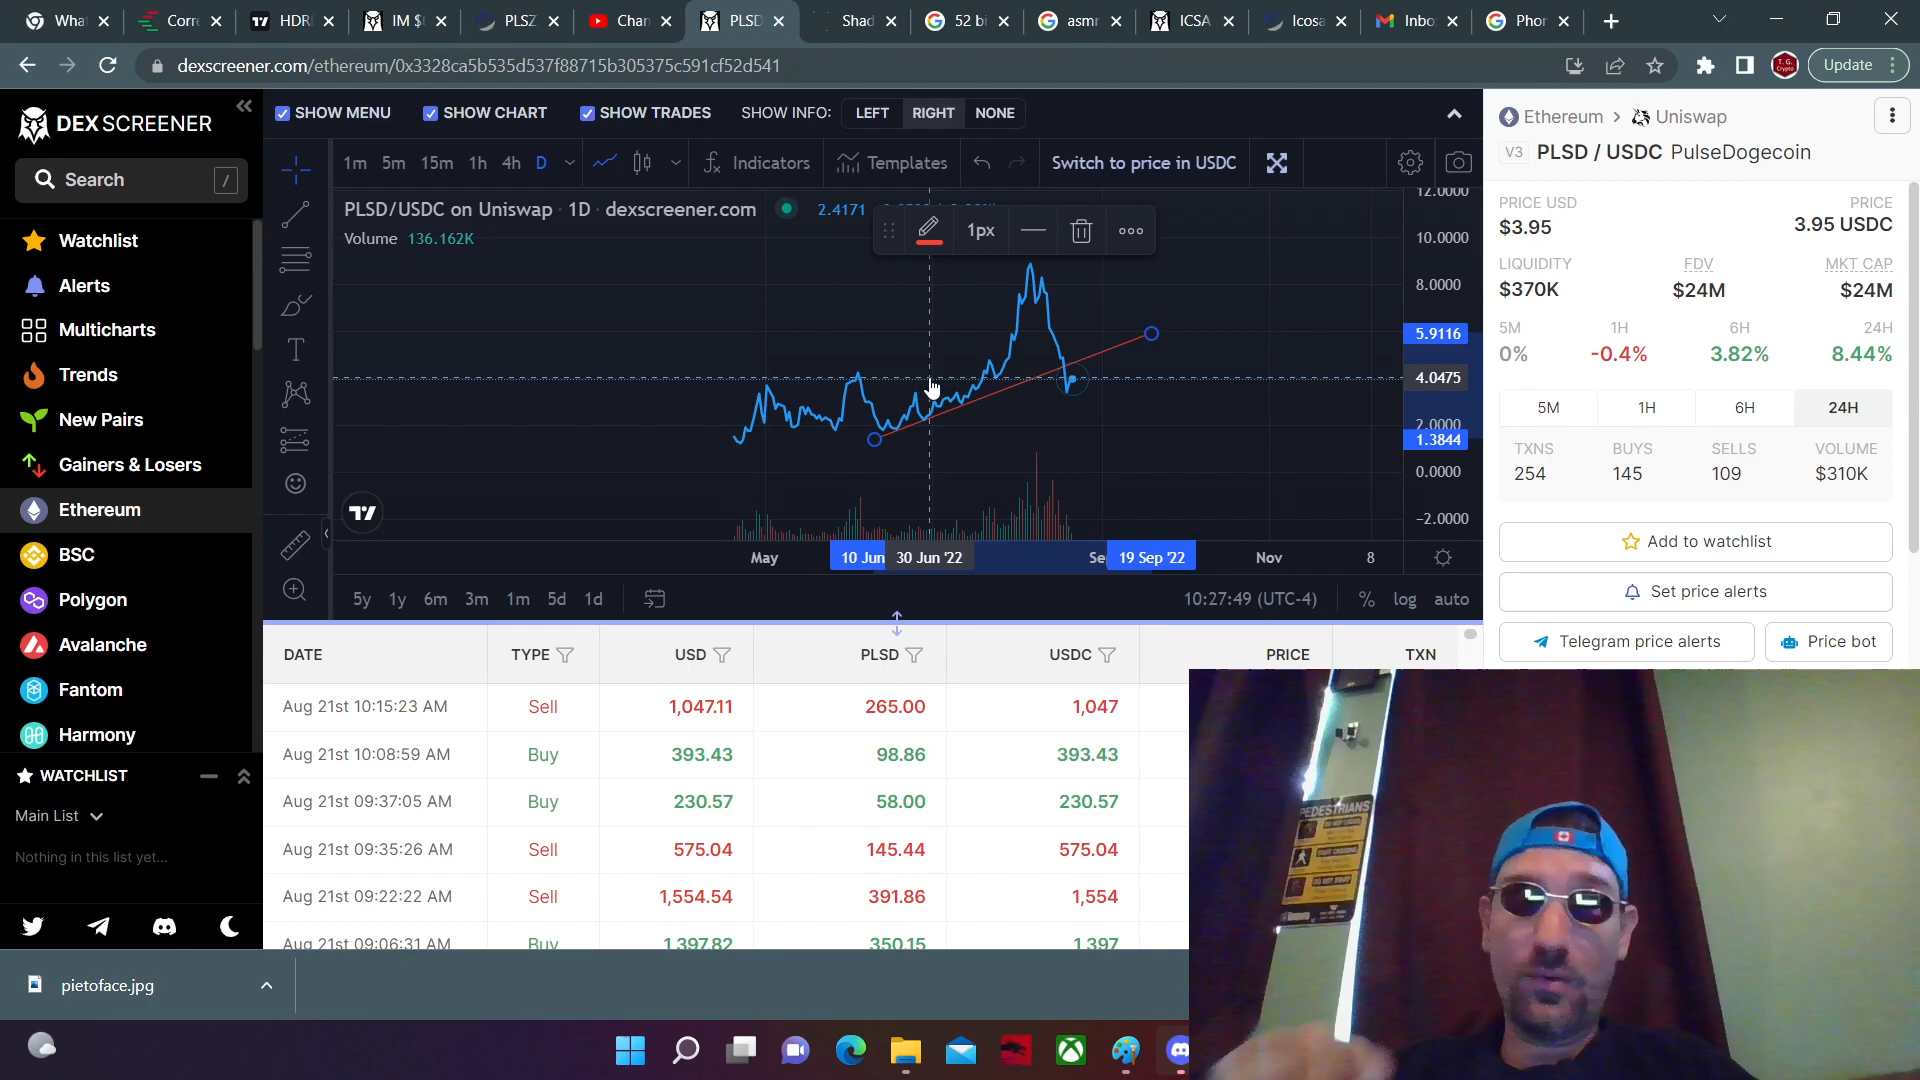 What
Corre
HDR
IM $
PLSZ
Chan
PLSD
Shad
52 bi
asmr
ICSA
Icosa
Inbo
Phor
dexscreener.com/ethereum/0x3328ca5b535d537f88715b305375c591cf52d541
Update
DEX SCREENER
Search /
Watchlist
Alerts
Multicharts
Trends
New Pairs
Gainers & Losers
Ethereum
BSC
Polygon
Avalanche
Fantom
Harmony
WATCHLIST
Main List
Nothing in this list yet...
SHOW MENU SHOW CHART SHOW TRADES SHOW INFO: LEFT RIGHT NONE
1m 5m 15m 1h 4h D Indicators Templates Switch to price in USDC
PLSD/USDC on Uniswap · 1D · dexscreener.com 2.4171
Volume 136.162K
1px
12.0000
10.0000
8.0000
5.9116
4.0475
2.0000
1.3844
0.0000
−2.0000
May 10 Jun 30 Jun '22 Se 19 Sep '22 Nov 8
5y 1y 6m 3m 1m 5d 1d 10:27:49 (UTC-4) % log auto
DATE TYPE USD PLSD USDC PRICE TXN
Aug 21st 10:15:23 AM Sell 1,047.11 265.00 1,047
Aug 21st 10:08:59 AM Buy 393.43 98.86 393.43
Aug 21st 09:37:05 AM Buy 230.57 58.00 230.57
Aug 21st 09:35:26 AM Sell 575.04 145.44 575.04
Aug 21st 09:22:22 AM Sell 1,554.54 391.86 1,554
Aug 21st 09:06:31 AM Buy 1,397.82 350.15 1,397
Ethereum > Uniswap
V3 PLSD / USDC PulseDogecoin
PRICE USD PRICE
$3.95 3.95 USDC
LIQUIDITY FDV MKT CAP
$370K $24M $24M
5M 1H 6H 24H
0% -0.4% 3.82% 8.44%
5M 1H 6H 24H
TXNS BUYS SELLS VOLUME
254 145 109 $310K
Add to watchlist
Set price alerts
Telegram price alerts Price bot
PEDESTRIANS
pietoface.jpg